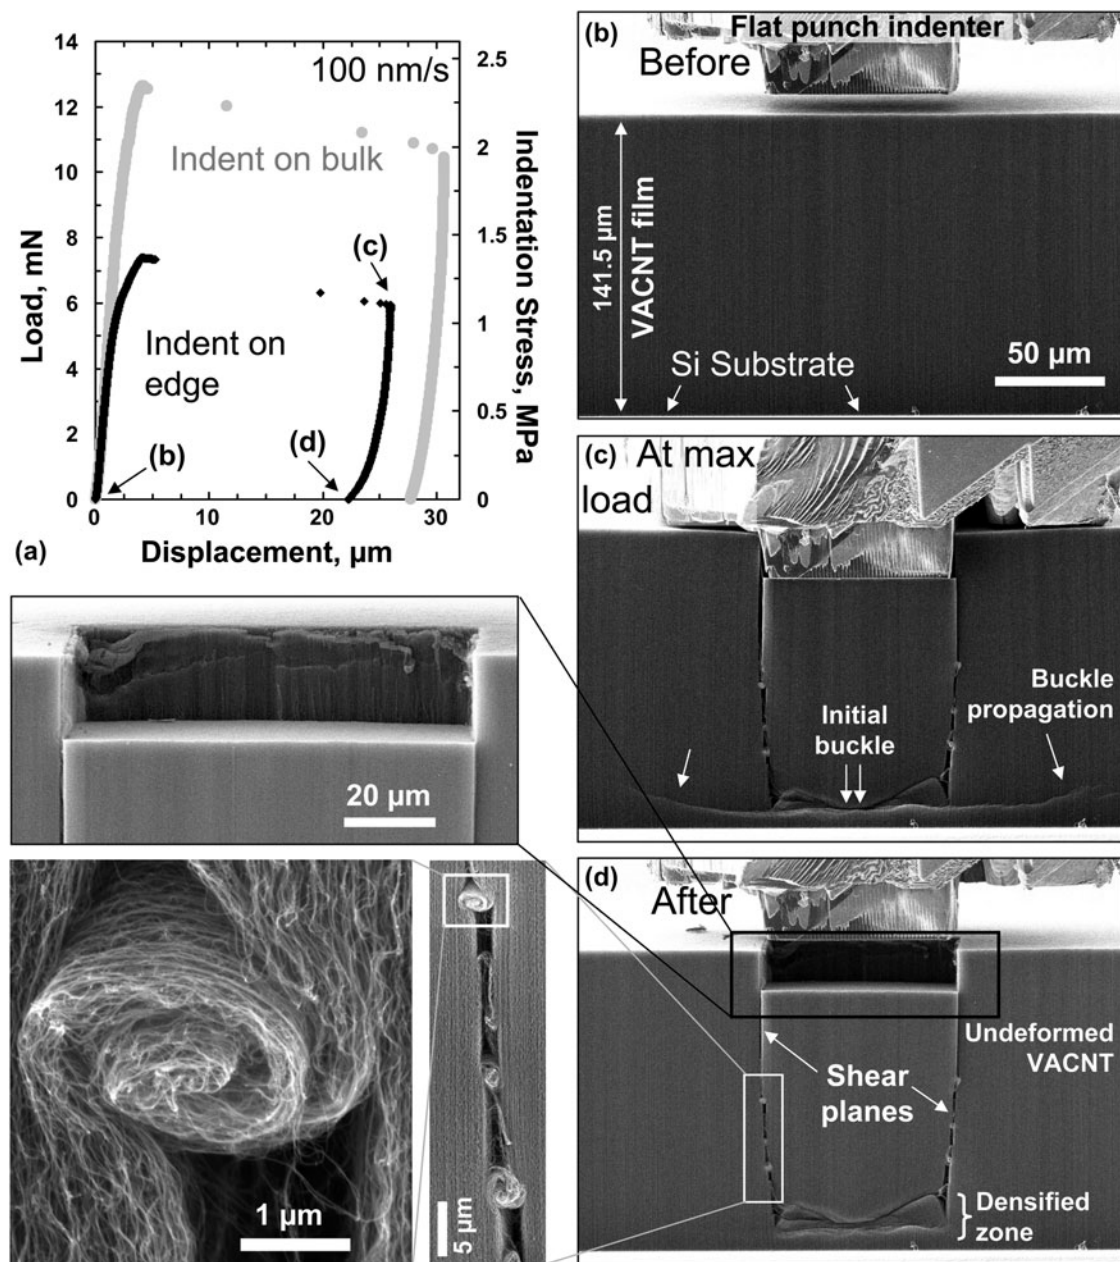 14
12
10
8
6
4
2
0
0
10
20
30
2.5
2
1.5
1
0.5
0
Load, mN
Displacement, µm
Indentation Stress, MPa
100 nm/s
Indent on bulk
(c)
Indent on
edge
(b)
(d)
(a)
(b)
Flat punch indenter
Before
141.5 µm
VACNT film
Si Substrate
50 µm
(c)
At max
load
Initial
buckle
Buckle
propagation
20 µm
1 µm
5 µm
(d)
After
Undeformed
VACNT
Shear
planes
Densified
zone